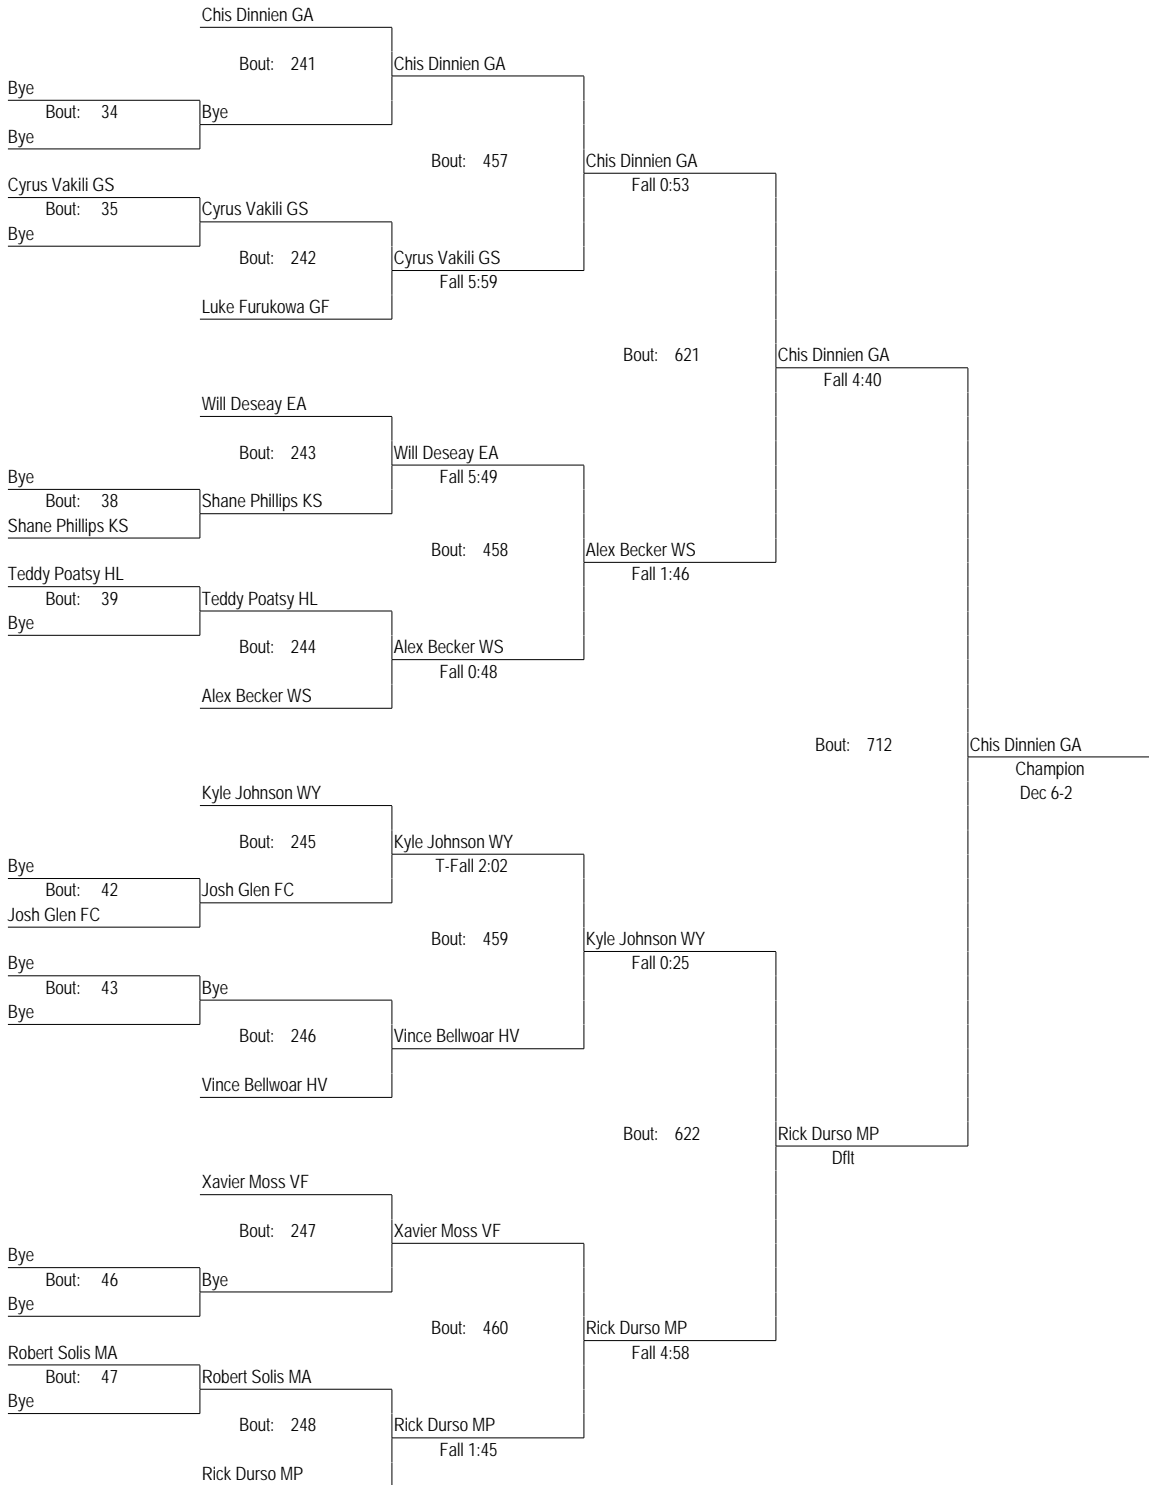 Chis Dinnien GA
Bout: 241
Chis Dinnien GA
Bye
Bout: 34
Bye
Bye
Bout: 457
Chis Dinnien GA
Fall 0:53
Cyrus Vakili GS
Bout: 35
Cyrus Vakili GS
Bye
Bout: 242
Cyrus Vakili GS
Fall 5:59
Luke Furukowa GF
Bout: 621
Chis Dinnien GA
Fall 4:40
Will Deseay EA
Bout: 243
Will Deseay EA
Fall 5:49
Bye
Bout: 38
Shane Phillips KS
Shane Phillips KS
Bout: 458
Alex Becker WS
Fall 1:46
Teddy Poatsy HL
Bout: 39
Teddy Poatsy HL
Bye
Bout: 244
Alex Becker WS
Fall 0:48
Alex Becker WS
Bout: 712
Chis Dinnien GA
Champion
Dec 6-2
Kyle Johnson WY
Bout: 245
Kyle Johnson WY
T-Fall 2:02
Bye
Bout: 42
Josh Glen FC
Josh Glen FC
Bout: 459
Kyle Johnson WY
Fall 0:25
Bye
Bout: 43
Bye
Bye
Bout: 246
Vince Bellwoar HV
Vince Bellwoar HV
Bout: 622
Rick Durso MP
Dflt
Xavier Moss VF
Bout: 247
Xavier Moss VF
Bye
Bout: 46
Bye
Bye
Bout: 460
Rick Durso MP
Fall 4:58
Robert Solis MA
Bout: 47
Robert Solis MA
Bye
Bout: 248
Rick Durso MP
Fall 1:45
Rick Durso MP